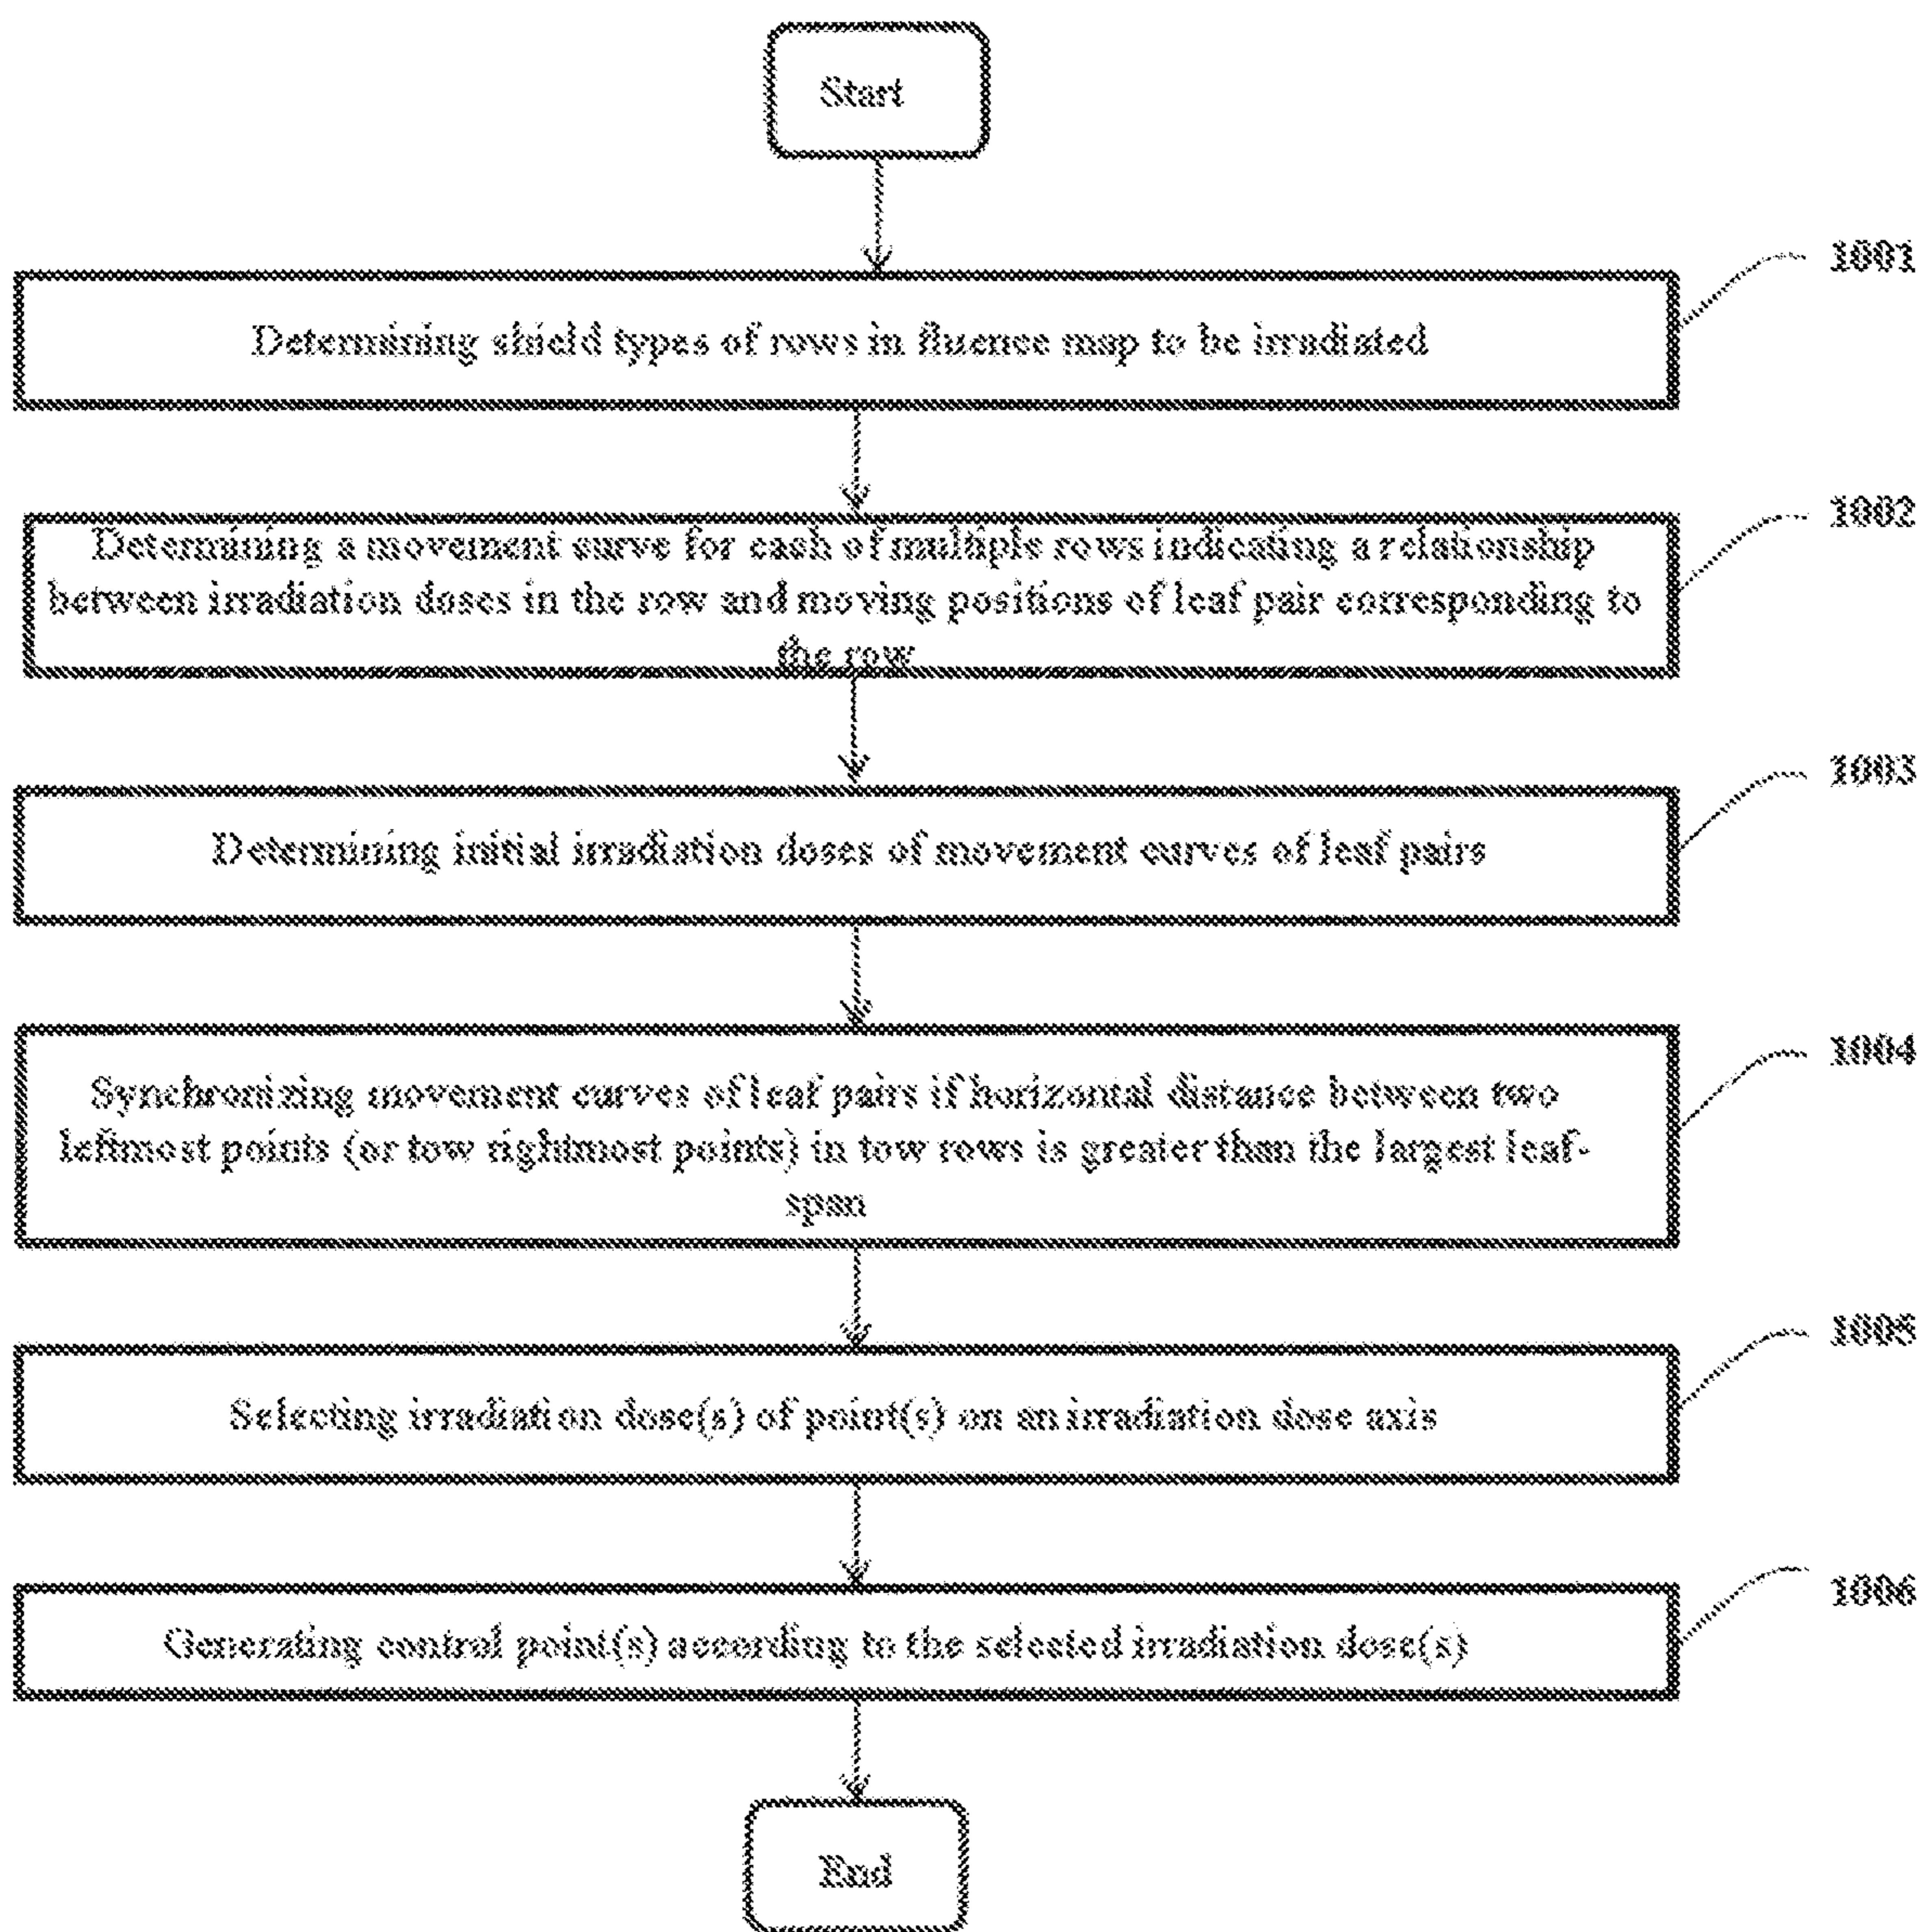 Start
1001
Determining shield types of rows in fluence map to be irradiated
1002
Determining a movement curve for cash of multiple rows indicating a relationship
between irradiation doses in the row and moving positions of leaf pair corresponding to
the row
1003
Determining initial irradiation doses of movement curves of leaf pairs
1004
Synchronizing movement curves of leaf pairs if horizontal distance between two
leftmost points (or tow rightmost points) in tow rows is greater than the largest leaf-
span
1005
Selecting irradiation dose(s) of point(s) on an irradiation dose axis
1006
Generating control point(s) according to the selected irradiation dose(s)
End